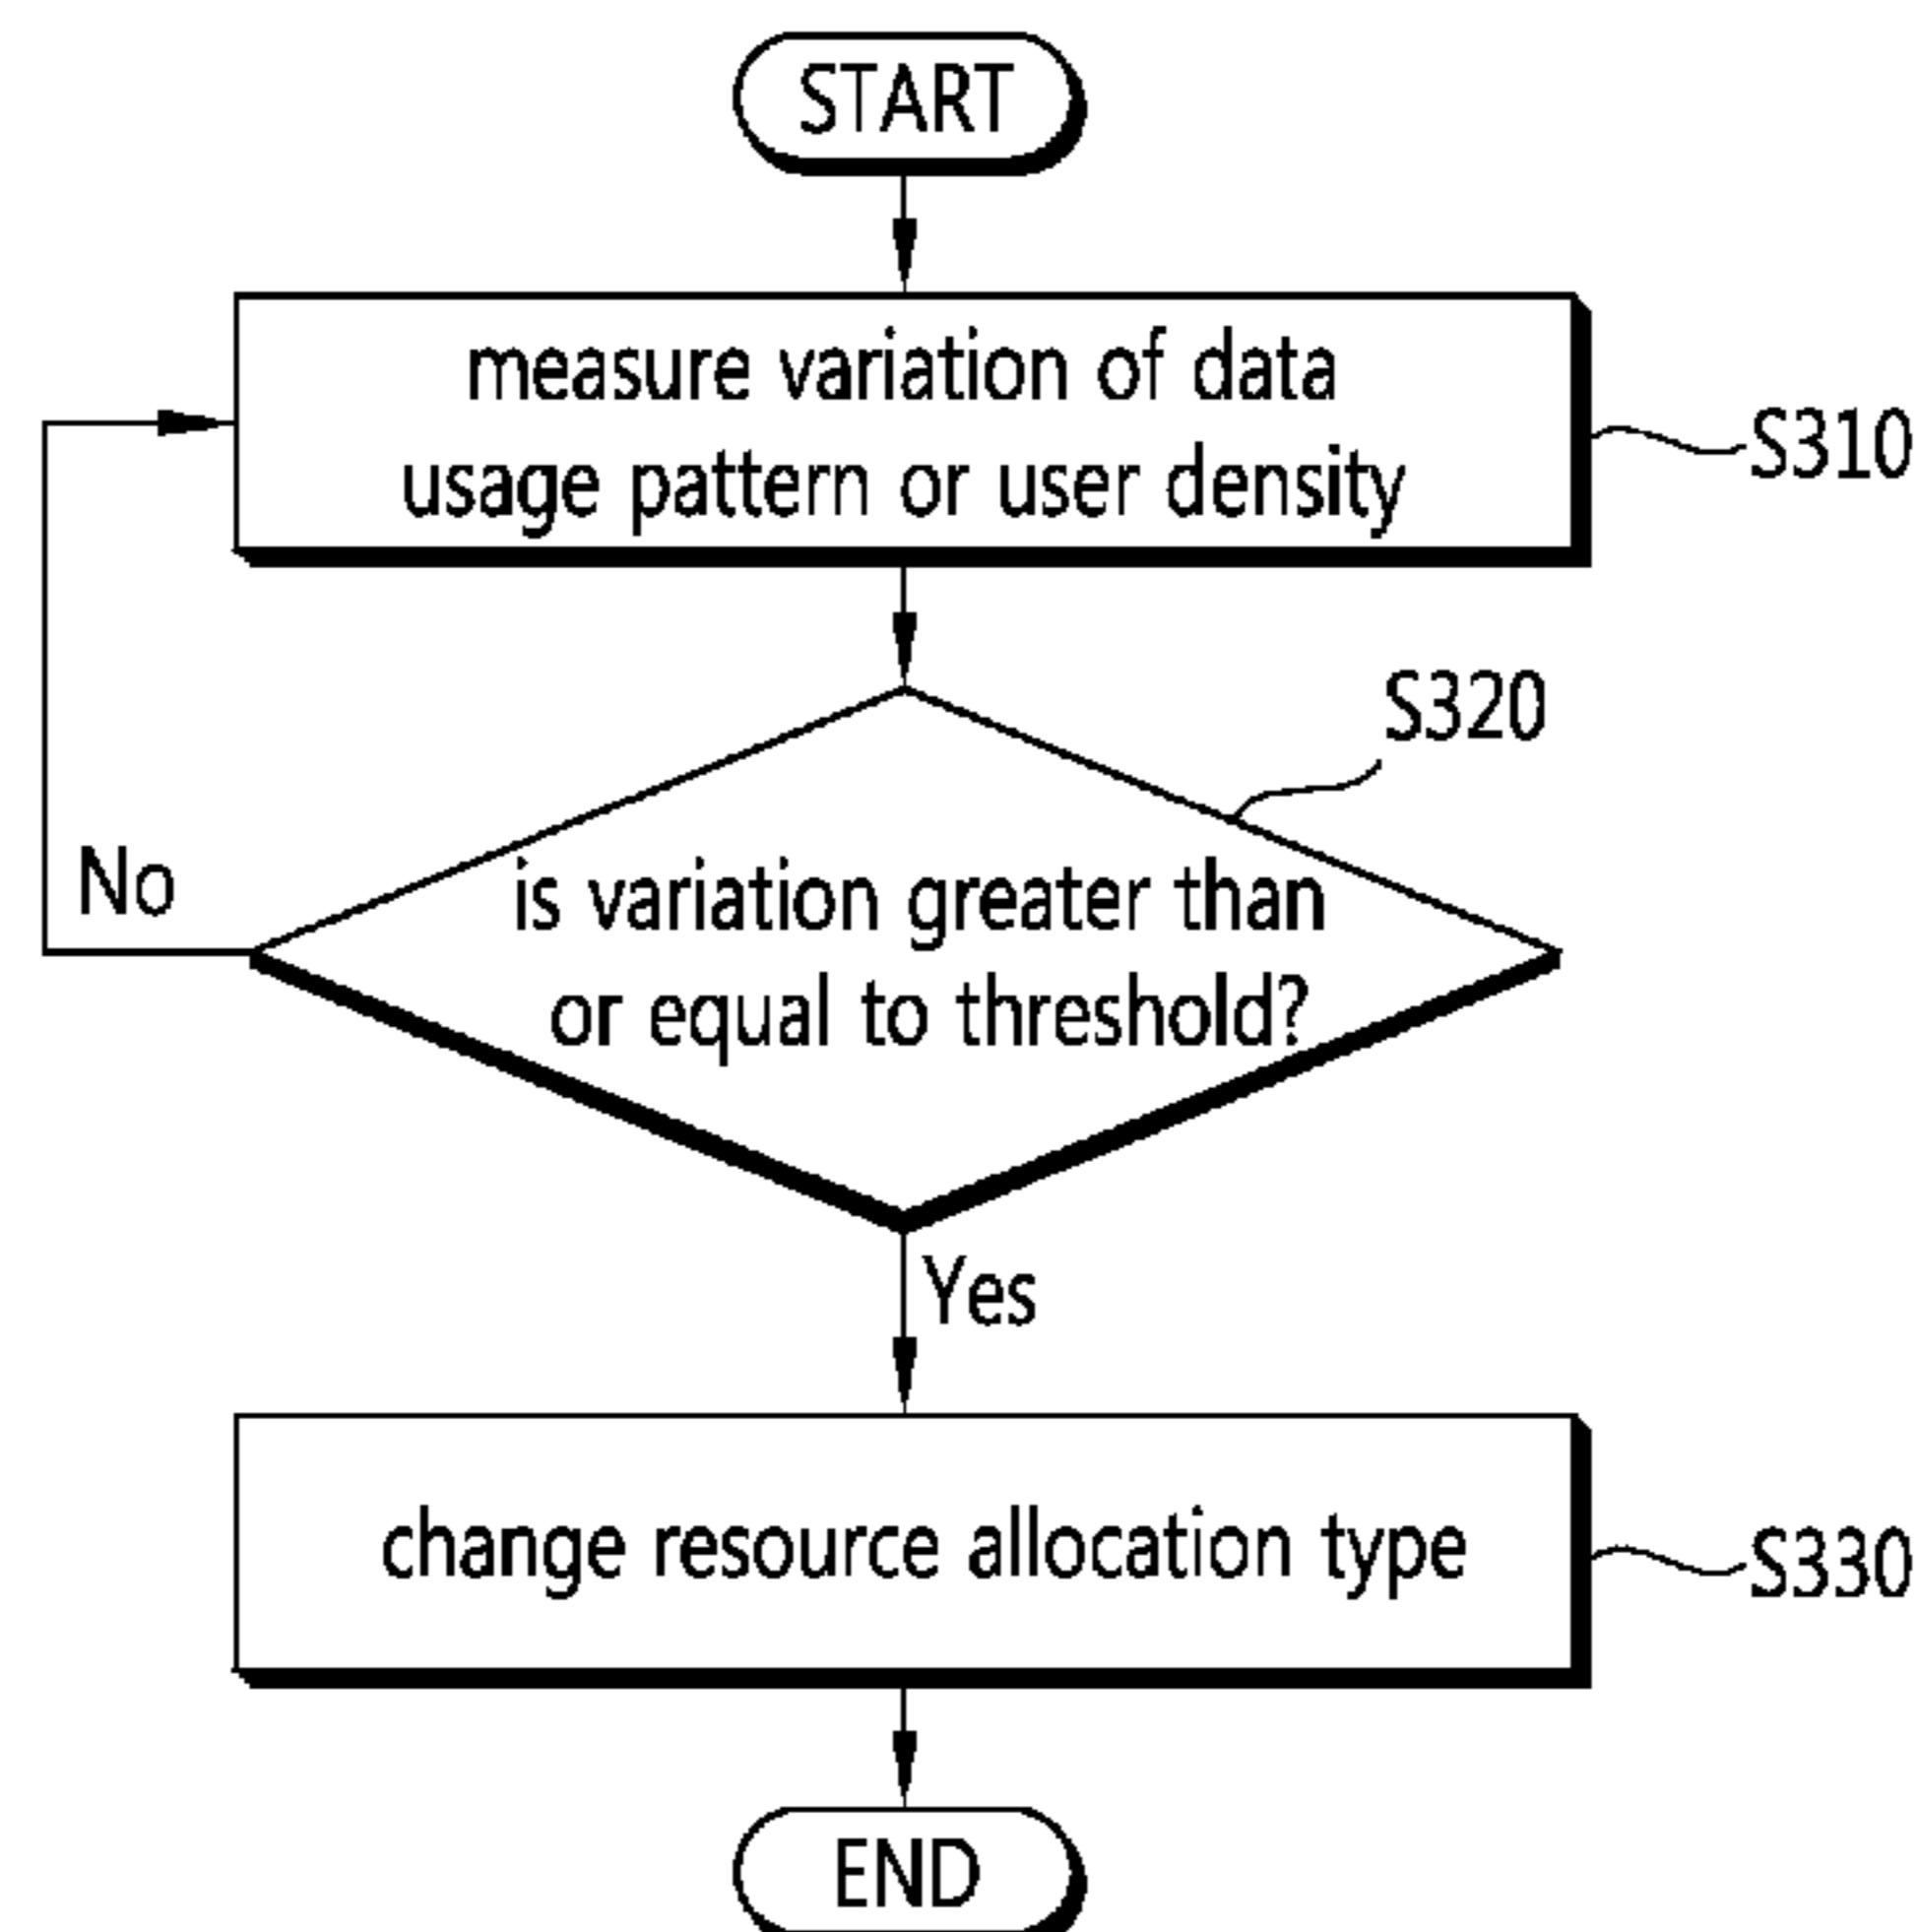 START
measure variation of data
usage pattern or user density
S310
S320
is variation greater than
or equal to threshold?
No
Yes
change resource allocation type
S330
END